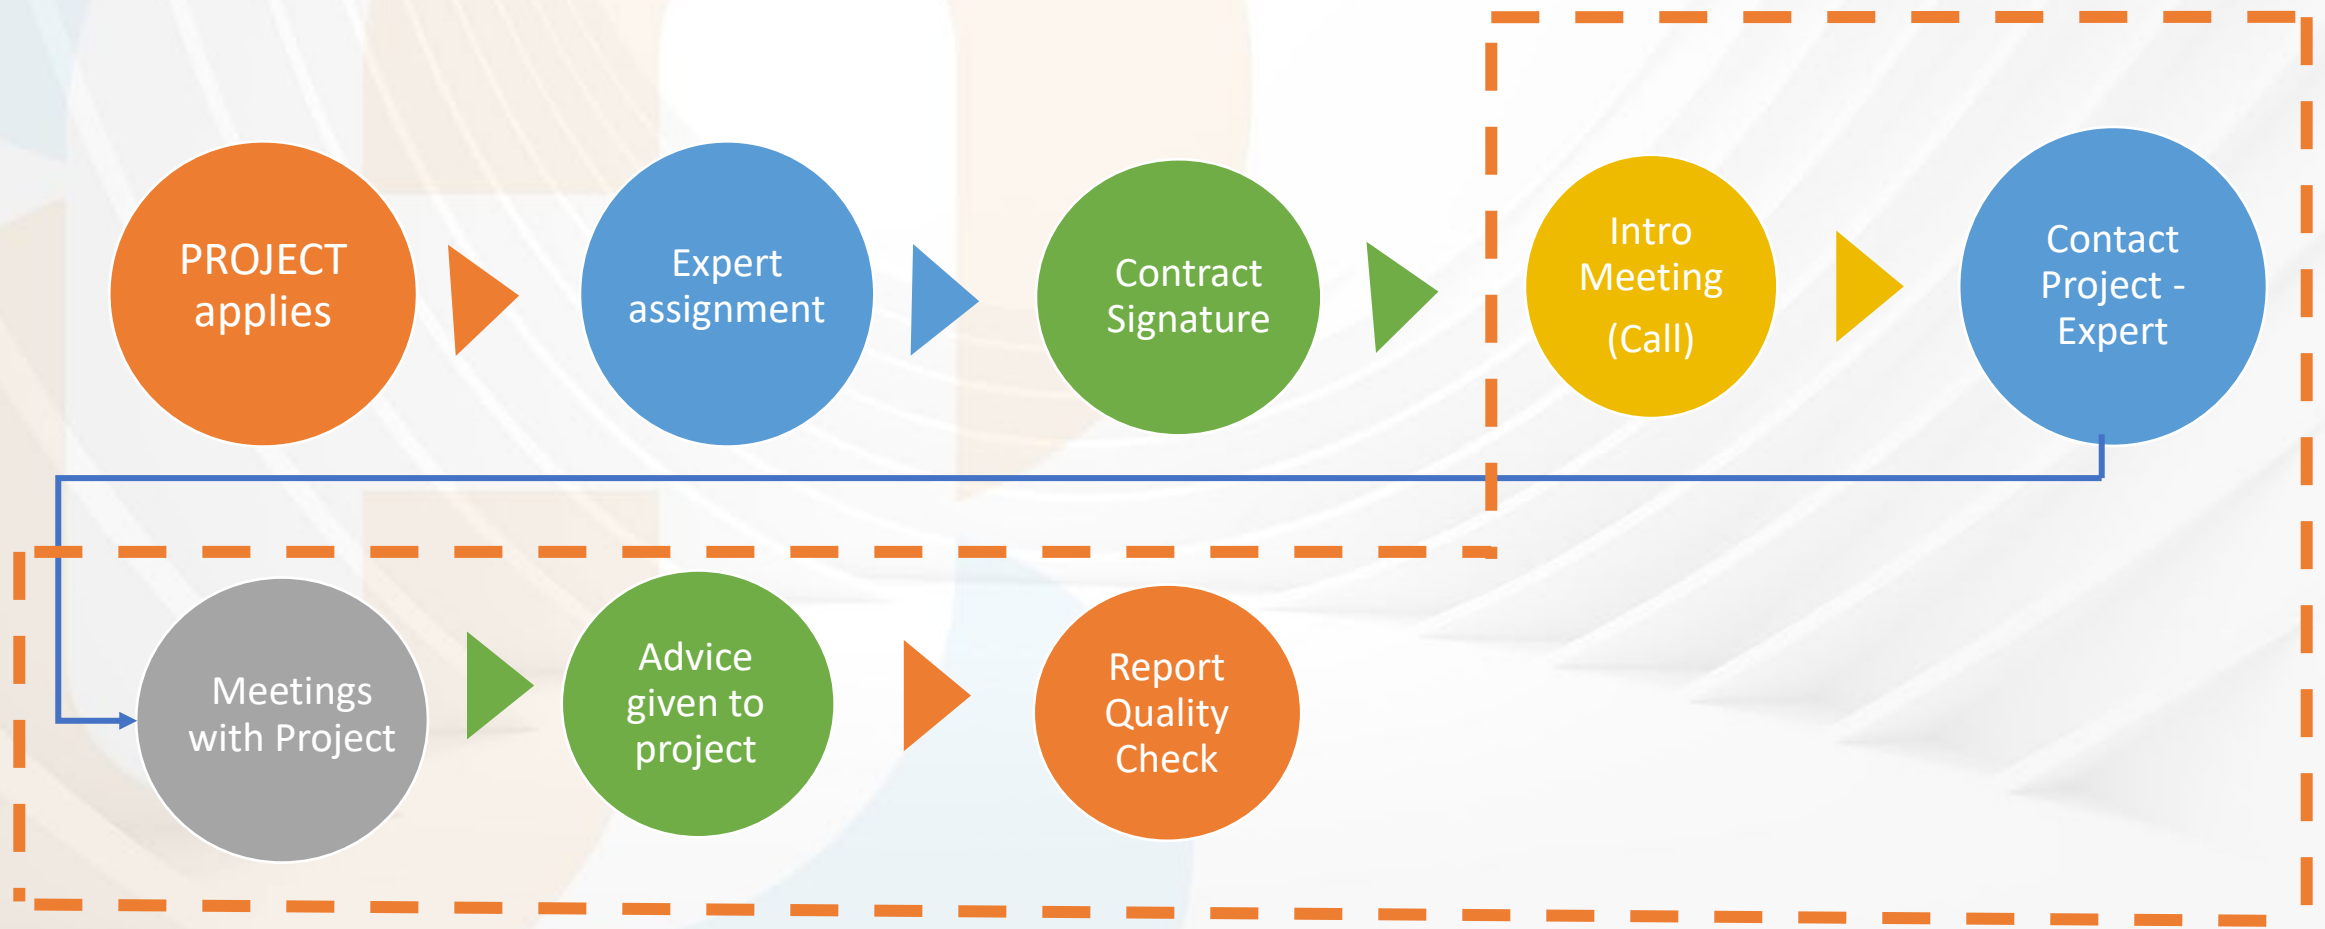 PROJECT
applies
Expert
assignment
Contract
Signature
Intro
Meeting
(Call)
Contact
Project -
Expert
Meetings
with Project
Advice
given to
project
Report
Quality
Check